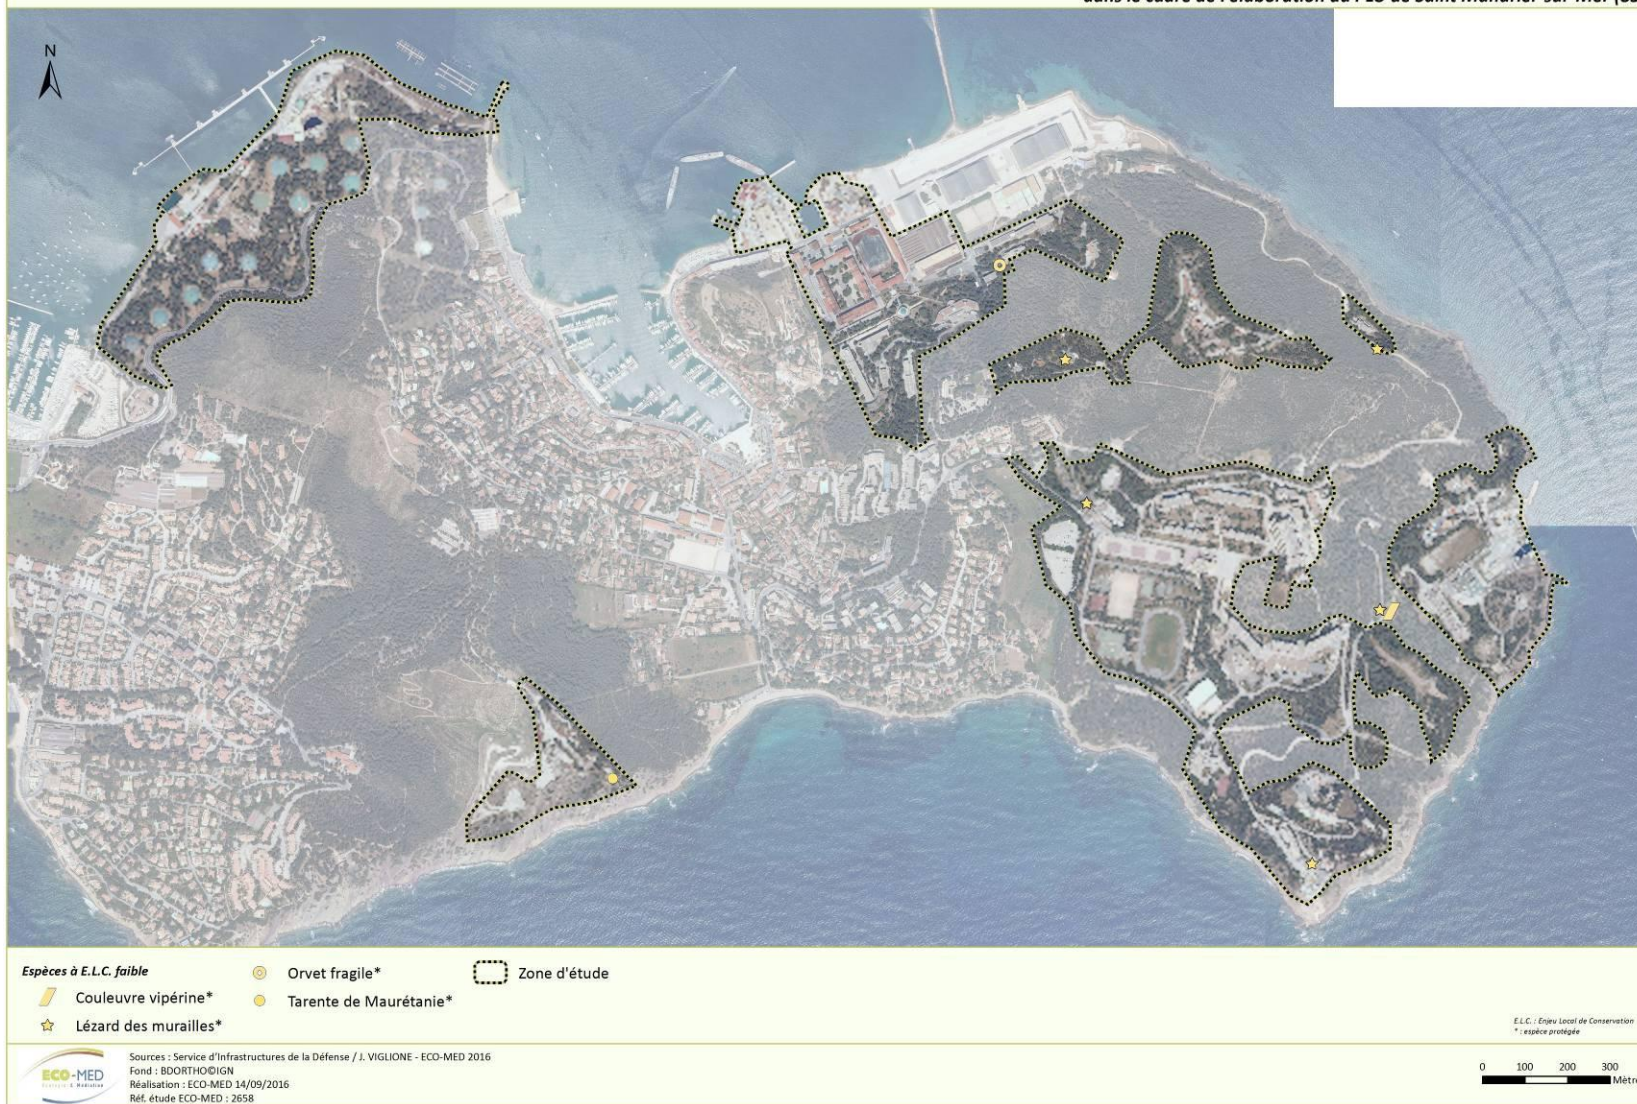 N
Espèces à E.L.C. faible
Couleuvre vipérine*
Lézard des murailles*
Orvet fragile*
Tarente de Maurétanie*
Zone d'étude
E.L.C. : Enjeu Local de Conservation
* : espèce protégée
ECO-MED
Sources : Service d'Infrastructures de la Défense / J. VIGLIONE - ECO-MED 2016
Fond : BDORTHO©IGN
Réalisation : ECO-MED 14/09/2016
Réf. étude ECO-MED : 2658
0 100 200 300